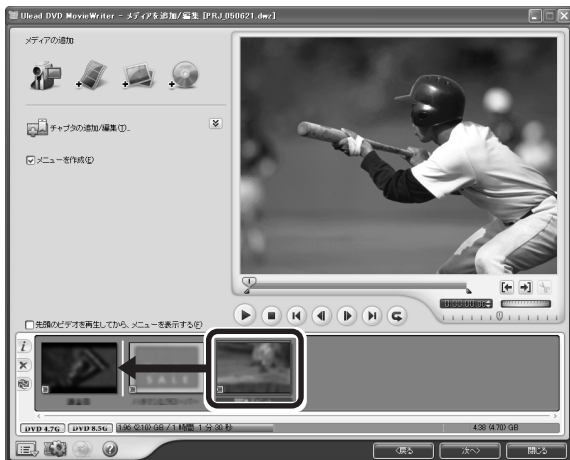 Ulead DVD MovieWriter - メディアを追加/編集 [PRJ_050621.dwz]
メディアの追加
チャプタの追加/編集(T)...
メニューを作成(E)
先頭のビデオを再生してから、メニューを表示する(F)
SALE
DVD 4.7G DVD 8.5G 1.96 (2.10) GB / 1 時間 1 分 30 秒 4.38 (4.70) GB
<戻る 次へ> 閉じる